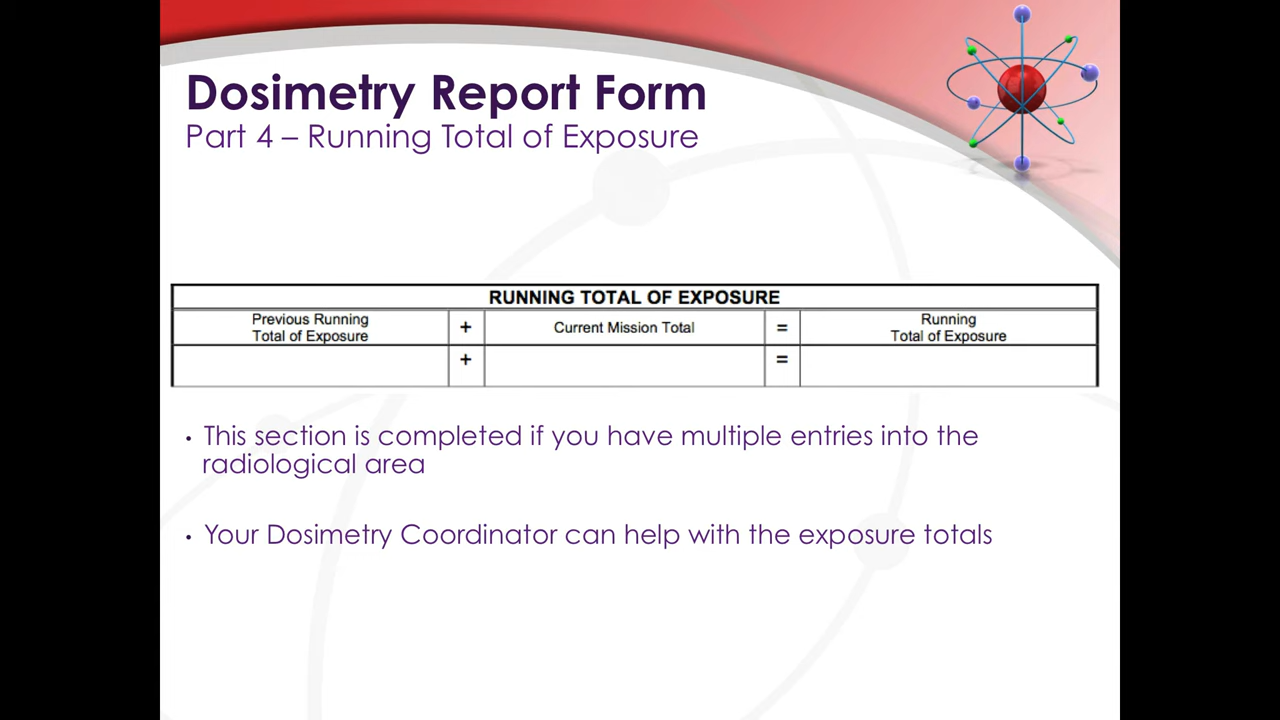 Dosimetry Report Form
Part 4 – Running Total of Exposure
RUNNING TOTAL OF EXPOSURE
Previous Running
Total of Exposure
+
Current Mission Total
=
Running
Total of Exposure
+
=
• This section is completed if you have multiple entries into the
radiological area
• Your Dosimetry Coordinator can help with the exposure totals